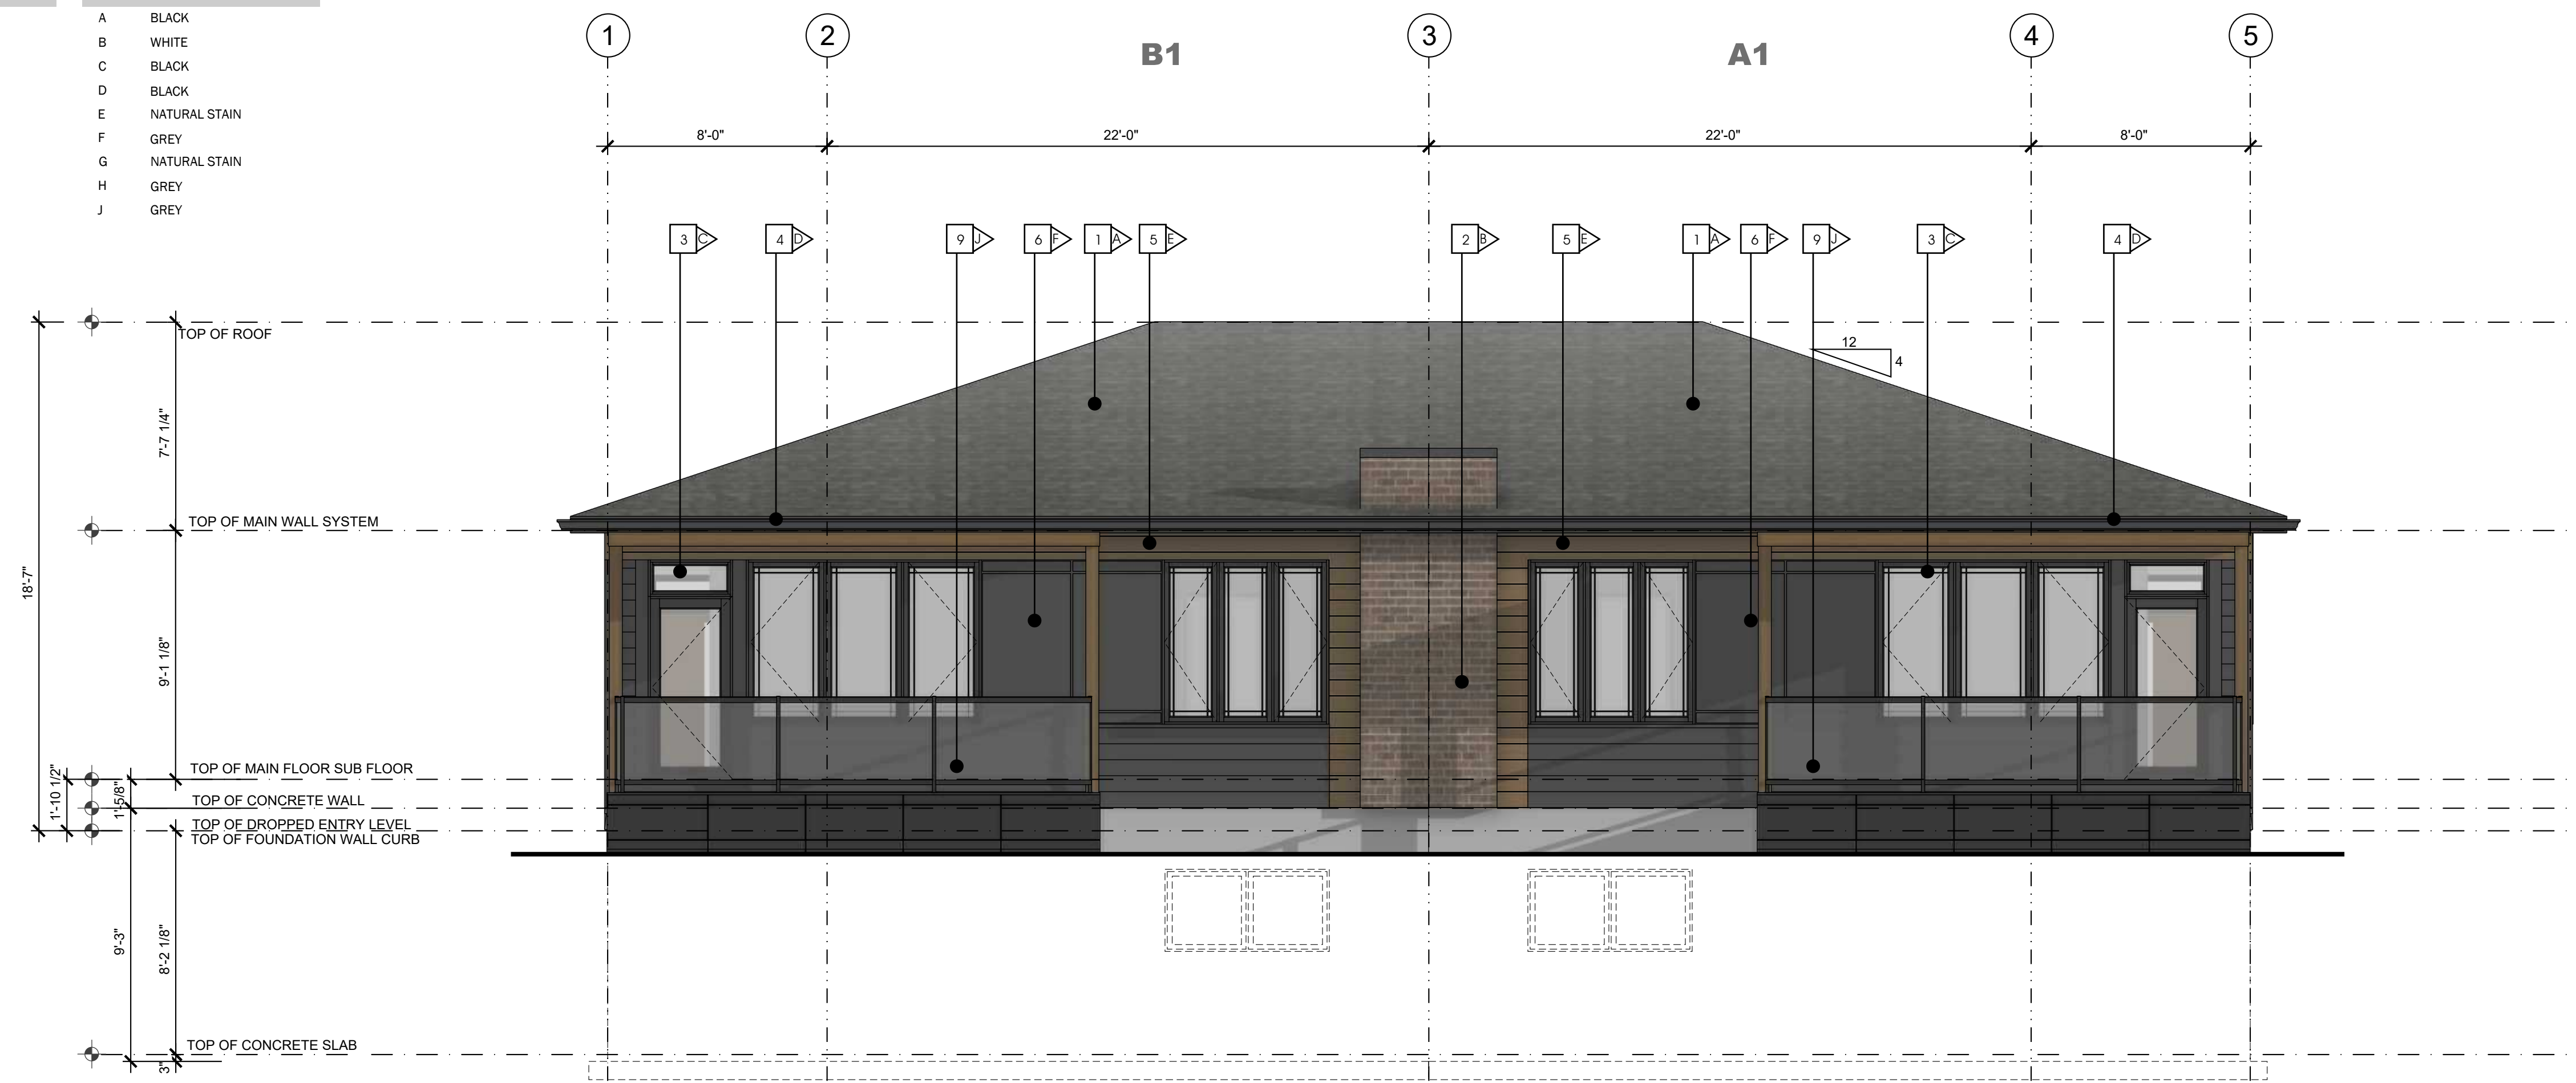 A BLACK
B WHITE
C BLACK
D BLACK
E NATURAL STAIN
F GREY
G NATURAL STAIN
H GREY
J GREY
1 2 3 4 5
B1 A1
8'-0" 22'-0" 22'-0" 8'-0"
3 C 4 D 9 J 6 F 1 A 5 E 2 B 5 E 1 A 6 F 9 J 3 C 4 D
TOP OF ROOF
12
4
7'-7 1/4"
TOP OF MAIN WALL SYSTEM
18'-7"
9'-1 1/8"
TOP OF MAIN FLOOR SUB FLOOR
1'-10 1/2"
1'-5/8"
TOP OF CONCRETE WALL
TOP OF DROPPED ENTRY LEVEL
TOP OF FOUNDATION WALL CURB
9'-3"
8'-2 1/8"
TOP OF CONCRETE SLAB
3"